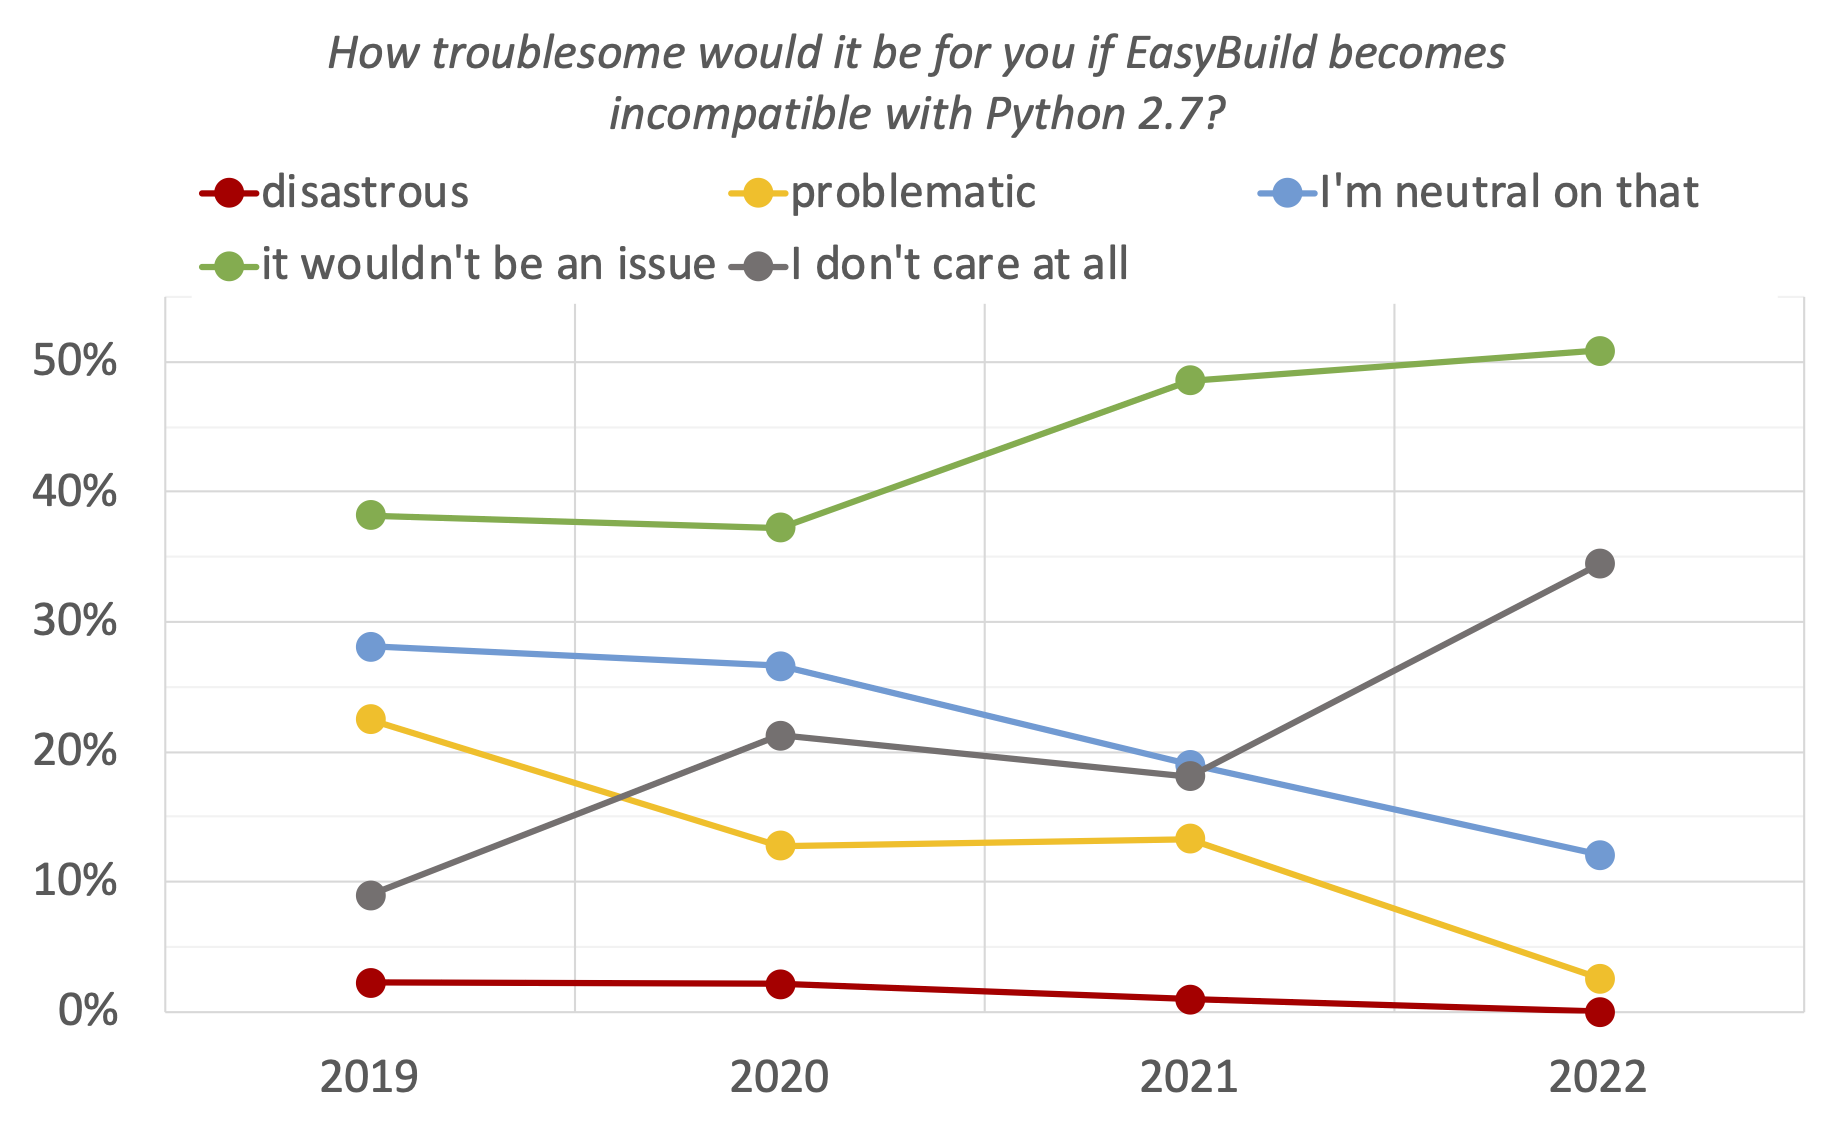 How troublesome would it be for you if EasyBuild becomes
incompatible with Python 2.7?
disastrous problematic I'm neutral on that
it wouldn't be an issue I don't care at all
50%
40%
30%
20%
10%
0%
2019 2020 2021 2022